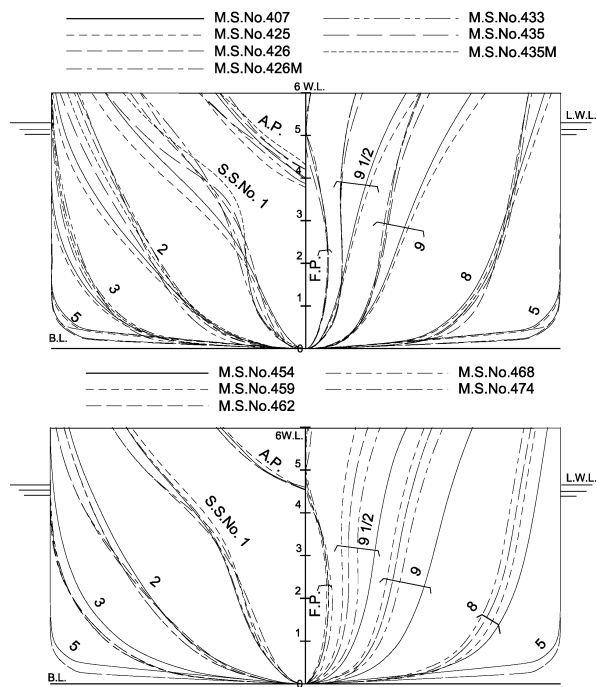 M.S.No.407
M.S.No.425
M.S.No.426
M.S.No.426M
M.S.No.433
M.S.No.435
M.S.No.435M
6 W.L.
L.W.L.
A.P.
5
S.S.No. 1
4
9 1/2
3
9
2
2
F.P.
8
3
1
5
5
B.L.
0
M.S.No.454
M.S.No.459
M.S.No.462
M.S.No.468
M.S.No.474
6W.L.
A.P.
5
L.W.L.
S.S.No. 1
4
9 1/2
3
2
9
2
F.P.
3
8
1
5
5
B.L.
0